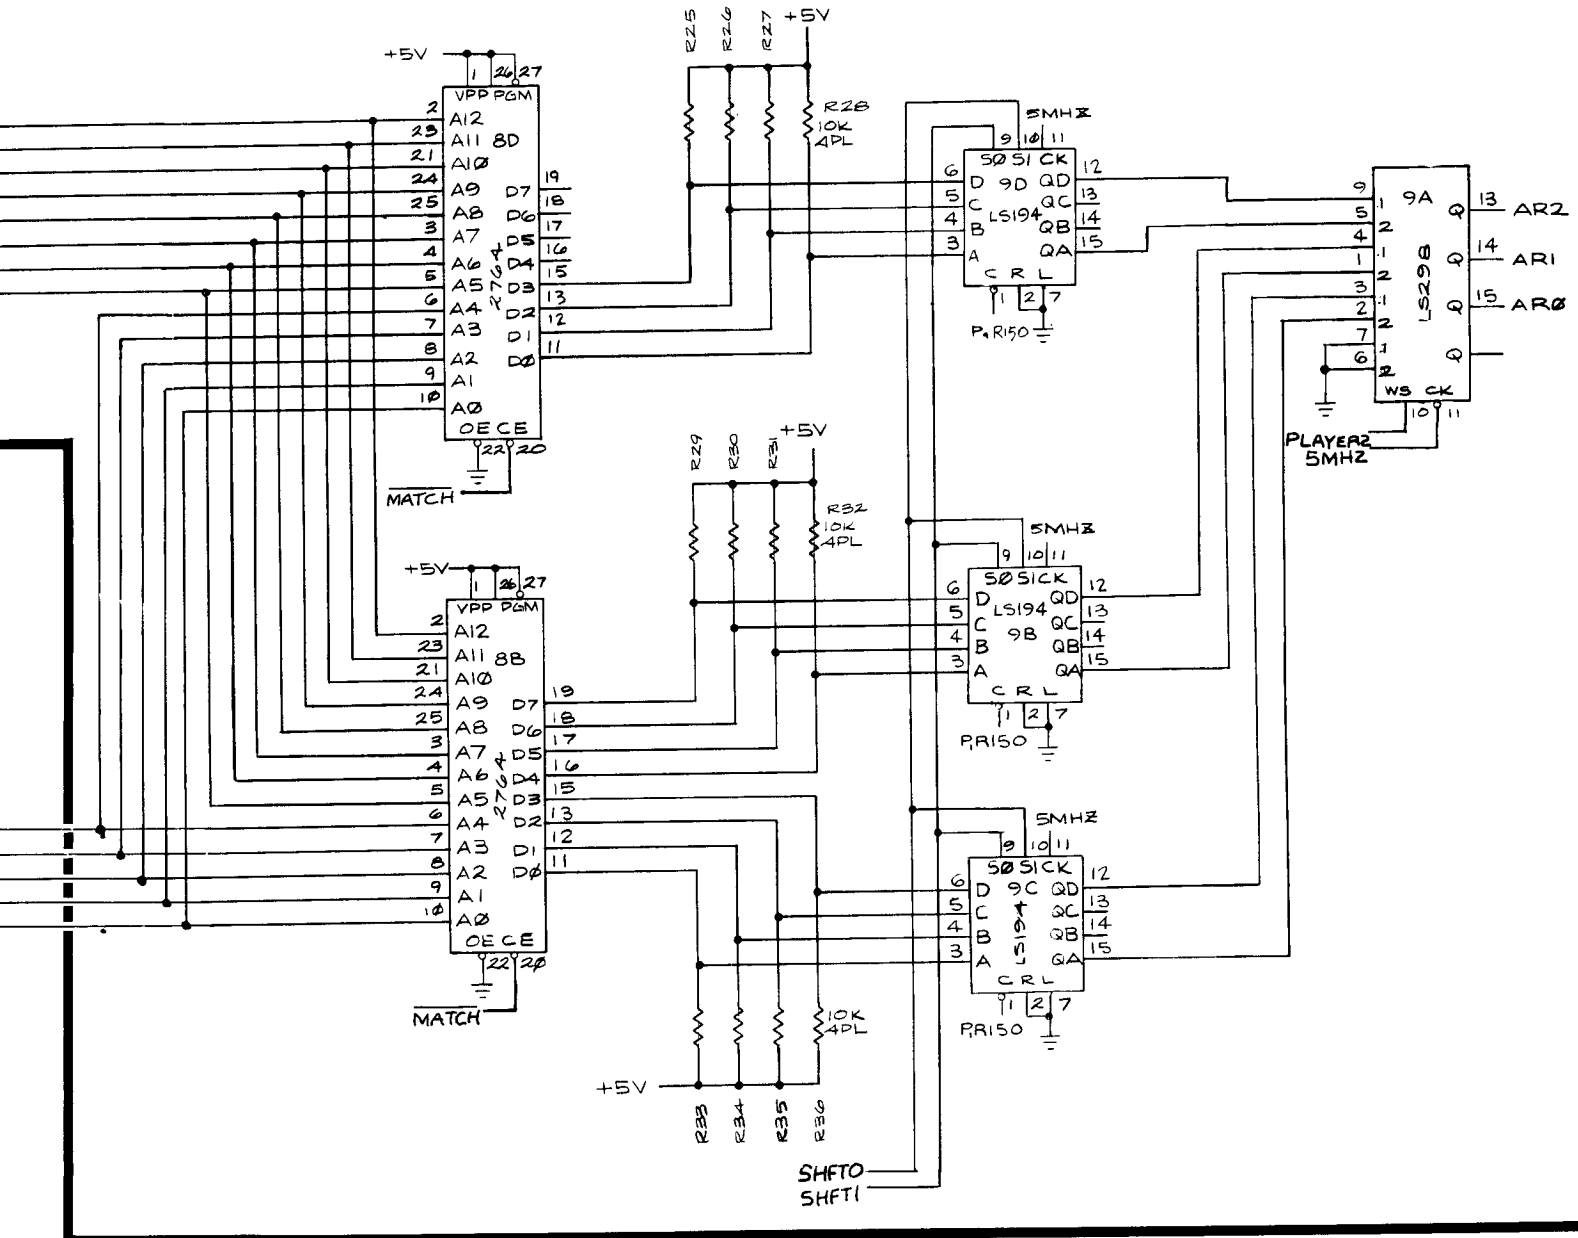 R25 R26 R27 +5V
+5V
1 26 27
VPP PGM
2 A12
23 A11 8D
21 A10
24 A9 D7 19
25 A8 D6 18
3 A7 D5 17
4 A6 D4 16
5 A5 D3 15
6 A4 D2 13
7 A3 D1 12
8 A2 DØ 11
9 A1
10 AØ
2764
OE CE
22 20
MATCH
R28
10K
4PL
5MHZ
9 10 11
SØ S1 CK
6 D 9D QD 12
5 C LS194 QC 13
4 B QB 14
3 A QA 15
C R L
1 2 7
P.R150
9 1 9A Q 13 AR2
5 2
4 1 Q 14 AR1
1 2
3 1 Q 15 ARØ
2 2
7 1 Q
6 2
LS298
WS CK
10 11
PLAYER2
5MHZ
R29 R30 R31 +5V
R32
10K
4PL
+5V
1 26 27
VPP PGM
2 A12
23 A11 8B
21 A10
24 A9 D7 19
25 A8 D6 18
3 A7 D5 17
4 A6 D4 16
5 A5 D3 15
6 A4 D2 13
7 A3 D1 12
8 A2 DØ 11
9 A1
10 AØ
2764
OE CE
22 20
MATCH
5MHZ
9 10 11
SØ S1 CK
6 D LS194 QD 12
5 C 9B QC 13
4 B QB 14
3 A QA 15
C R L
1 2 7
P.R150
5MHZ
9 10 11
SØ S1 CK
6 D 9C QD 12
5 C QC 13
4 B QB 14
3 A QA 15
LS194
C R L
1 2 7
P.R150
10K
4PL
+5V
R33 R34 R35 R36
SHFT0
SHFT1